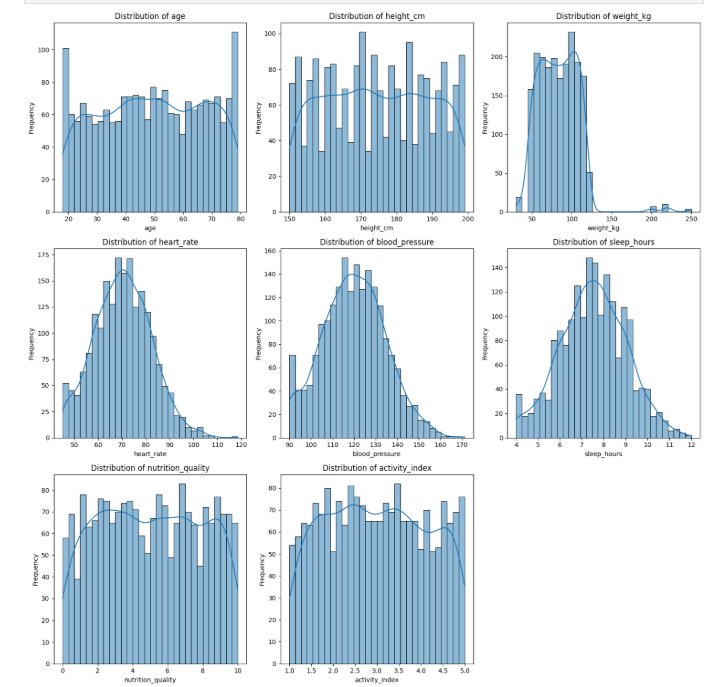 Distribution of age
Distribution of height_cm
Distribution of weight_kg
Frequency
100
80
60
40
20
0
20 30 40 50 60 70 80
age
Frequency
100
80
60
40
20
0
150 160 170 180 190 200
height_cm
Frequency
200
150
100
50
0
50 100 150 200 250
weight_kg
Distribution of heart_rate
Distribution of blood_pressure
Distribution of sleep_hours
Frequency
175
150
125
100
75
50
25
0
50 60 70 80 90 100 110 120
heart_rate
Frequency
160
140
120
100
80
60
40
20
0
90 100 110 120 130 140 150 160 170
blood_pressure
Frequency
140
120
100
80
60
40
20
0
4 5 6 7 8 9 10 11 12
sleep_hours
Distribution of nutrition_quality
Distribution of activity_index
Frequency
80
70
60
50
40
30
20
10
0
0 2 4 6 8 10
nutrition_quality
Frequency
80
70
60
50
40
30
20
10
0
1.0 1.5 2.0 2.5 3.0 3.5 4.0 4.5 5.0
activity_index